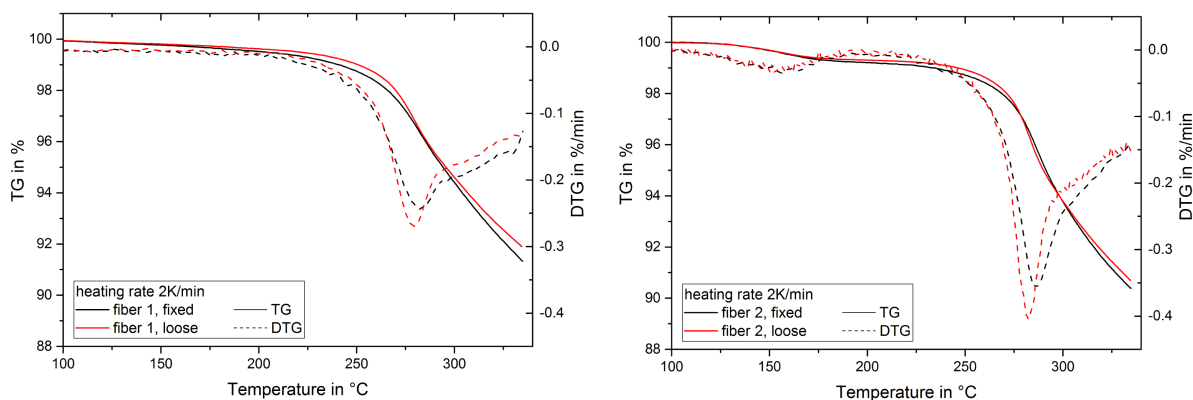 100
98
96
94
92
90
88
TG in %
0.0
-0.1
-0.2
-0.3
-0.4
DTG in %/min
heating rate 2K/min
fiber 1, fixed TG
fiber 1, loose DTG
100 150 200 250 300
Temperature in °C
100
98
96
94
92
90
88
TG in %
0.0
-0.1
-0.2
-0.3
-0.4
DTG in %/min
heating rate 2K/min
fiber 2, fixed TG
fiber 2, loose DTG
100 150 200 250 300
Temperature in °C